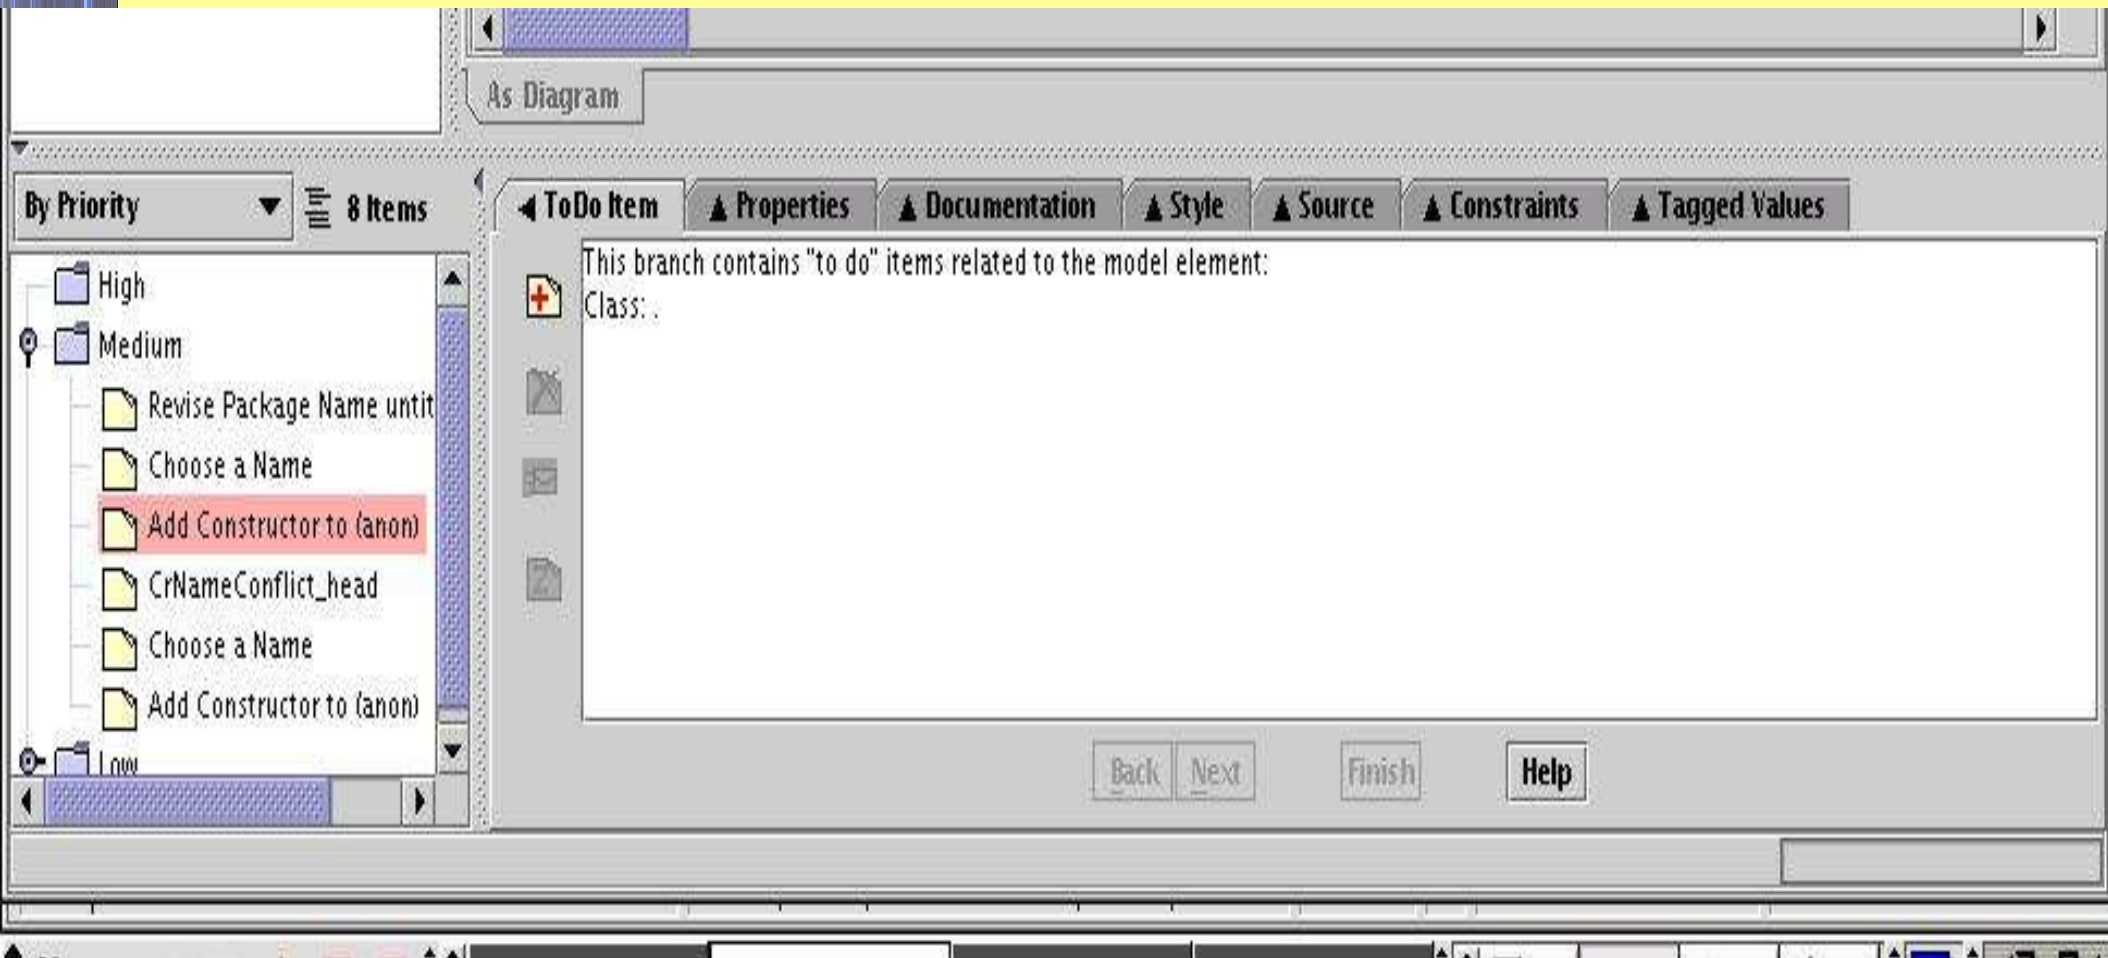 As Diagram
By Priority
8 Items
ToDo Item
Properties
Documentation
Style
Source
Constraints
Tagged Values
High
Medium
Revise Package Name untit
Choose a Name
Add Constructor to (anon)
CrNameConflict_head
Choose a Name
Add Constructor to (anon)
Low
This branch contains "to do" items related to the model element:
Class: .
Back
Next
Finish
Help